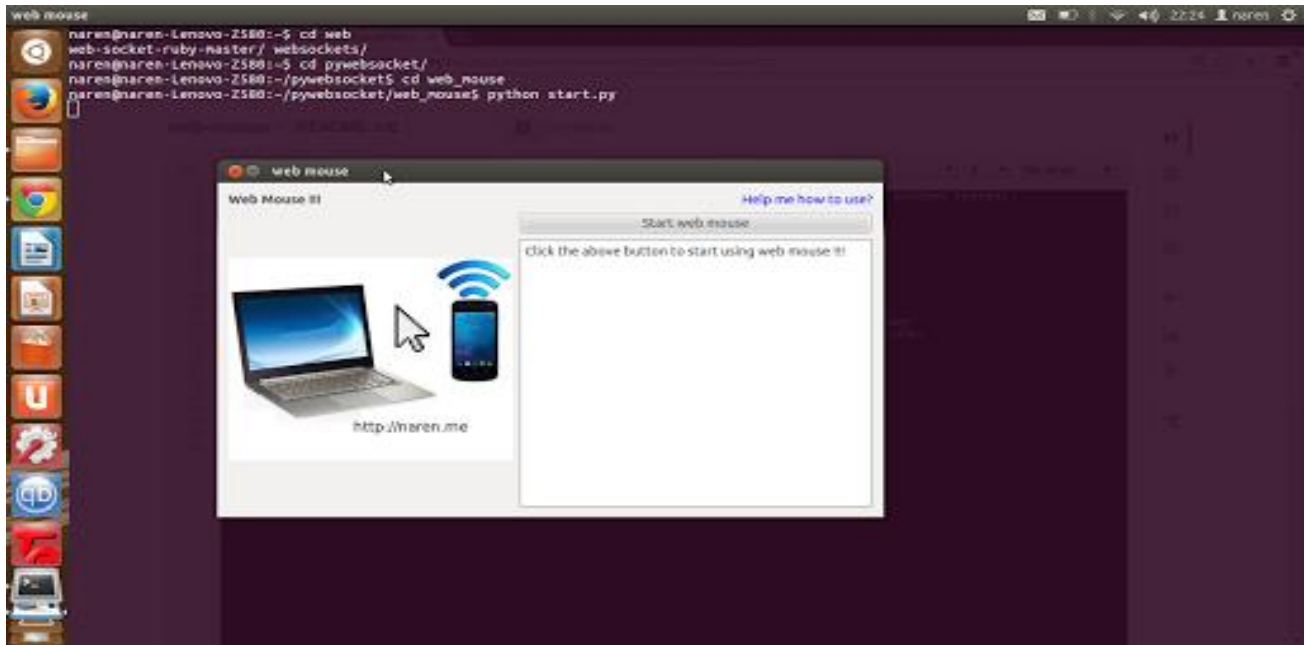 web mouse
22:24 naren
naren@naren-Lenovo-Z580:~$ cd web
web-socket-ruby-master/ websockets/
naren@naren-Lenovo-Z580:~$ cd pywebsocket/
naren@naren-Lenovo-Z580:~/pywebsocket$ cd web_mouse
naren@naren-Lenovo-Z580:~/pywebsocket/web_mouse$ python start.py
web mouse
Web Mouse !!!
Help me how to use?
Start web mouse
Click the above button to start using web mouse !!!
http://naren.me